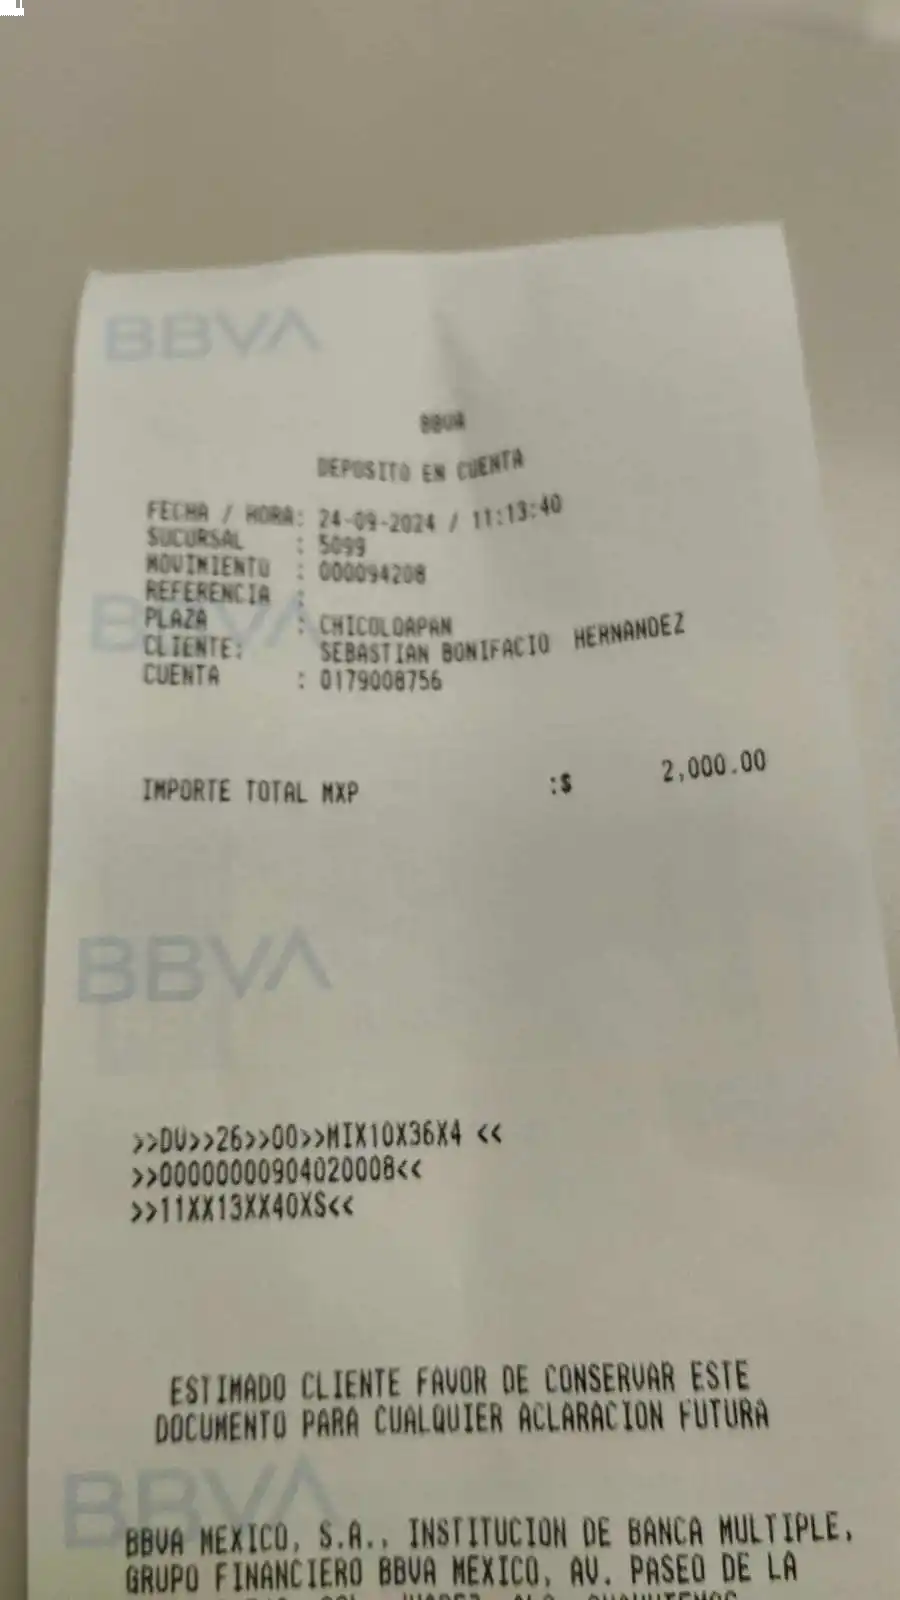 BBVA
BBVA
DEPOSITO EN CUENTA
FECHA / HORA: 24-09-2024 / 11:13:40
SUCURSAL : 5099
MOVIMIENTO : 000094208
REFERENCIA :
BBVA
PLAZA : CHICOLOAPAN
CLIENTE: SEBASTIAN BONIFACIO HERNANDEZ
CUENTA : 0179008756
IMPORTE TOTAL MXP :$ 2,000.00
BBVA
>>DV>>26>>00>>MIX10X36X4 <<
>>00000000904020008<<
>>11XX13XX40XS<<
ESTIMADO CLIENTE FAVOR DE CONSERVAR ESTE
DOCUMENTO PARA CUALQUIER ACLARACION FUTURA
BBVA
BBVA MEXICO, S.A., INSTITUCION DE BANCA MULTIPLE,
GRUPO FINANCIERO BBVA MEXICO, AV. PASEO DE LA